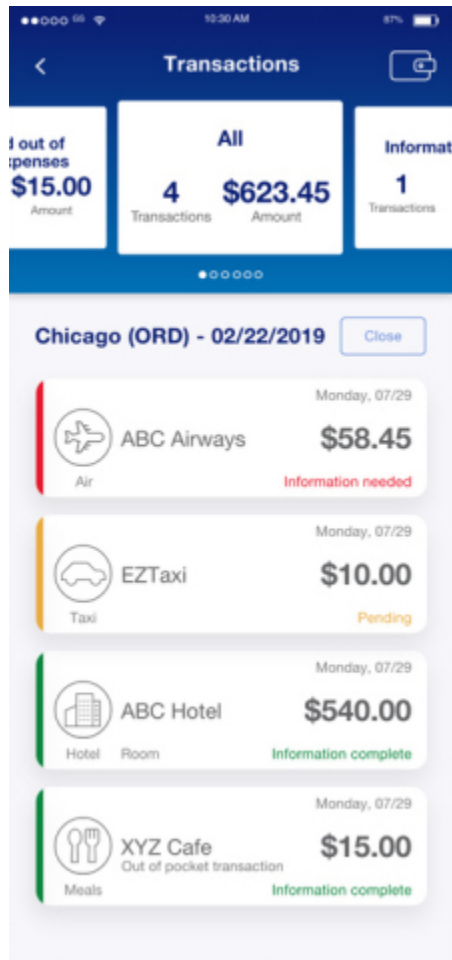 10:30 AM
87%
Transactions
d out of
xpenses
$15.00
Amount
All
4
Transactions
$623.45
Amount
Informat
1
Transactions
Chicago (ORD) - 02/22/2019
Close
Monday, 07/29
ABC Airways
$58.45
Air
Information needed
Monday, 07/29
EZTaxi
$10.00
Taxi
Pending
Monday, 07/29
ABC Hotel
$540.00
Hotel
Room
Information complete
Monday, 07/29
XYZ Cafe
$15.00
Out of pocket transaction
Meals
Information complete